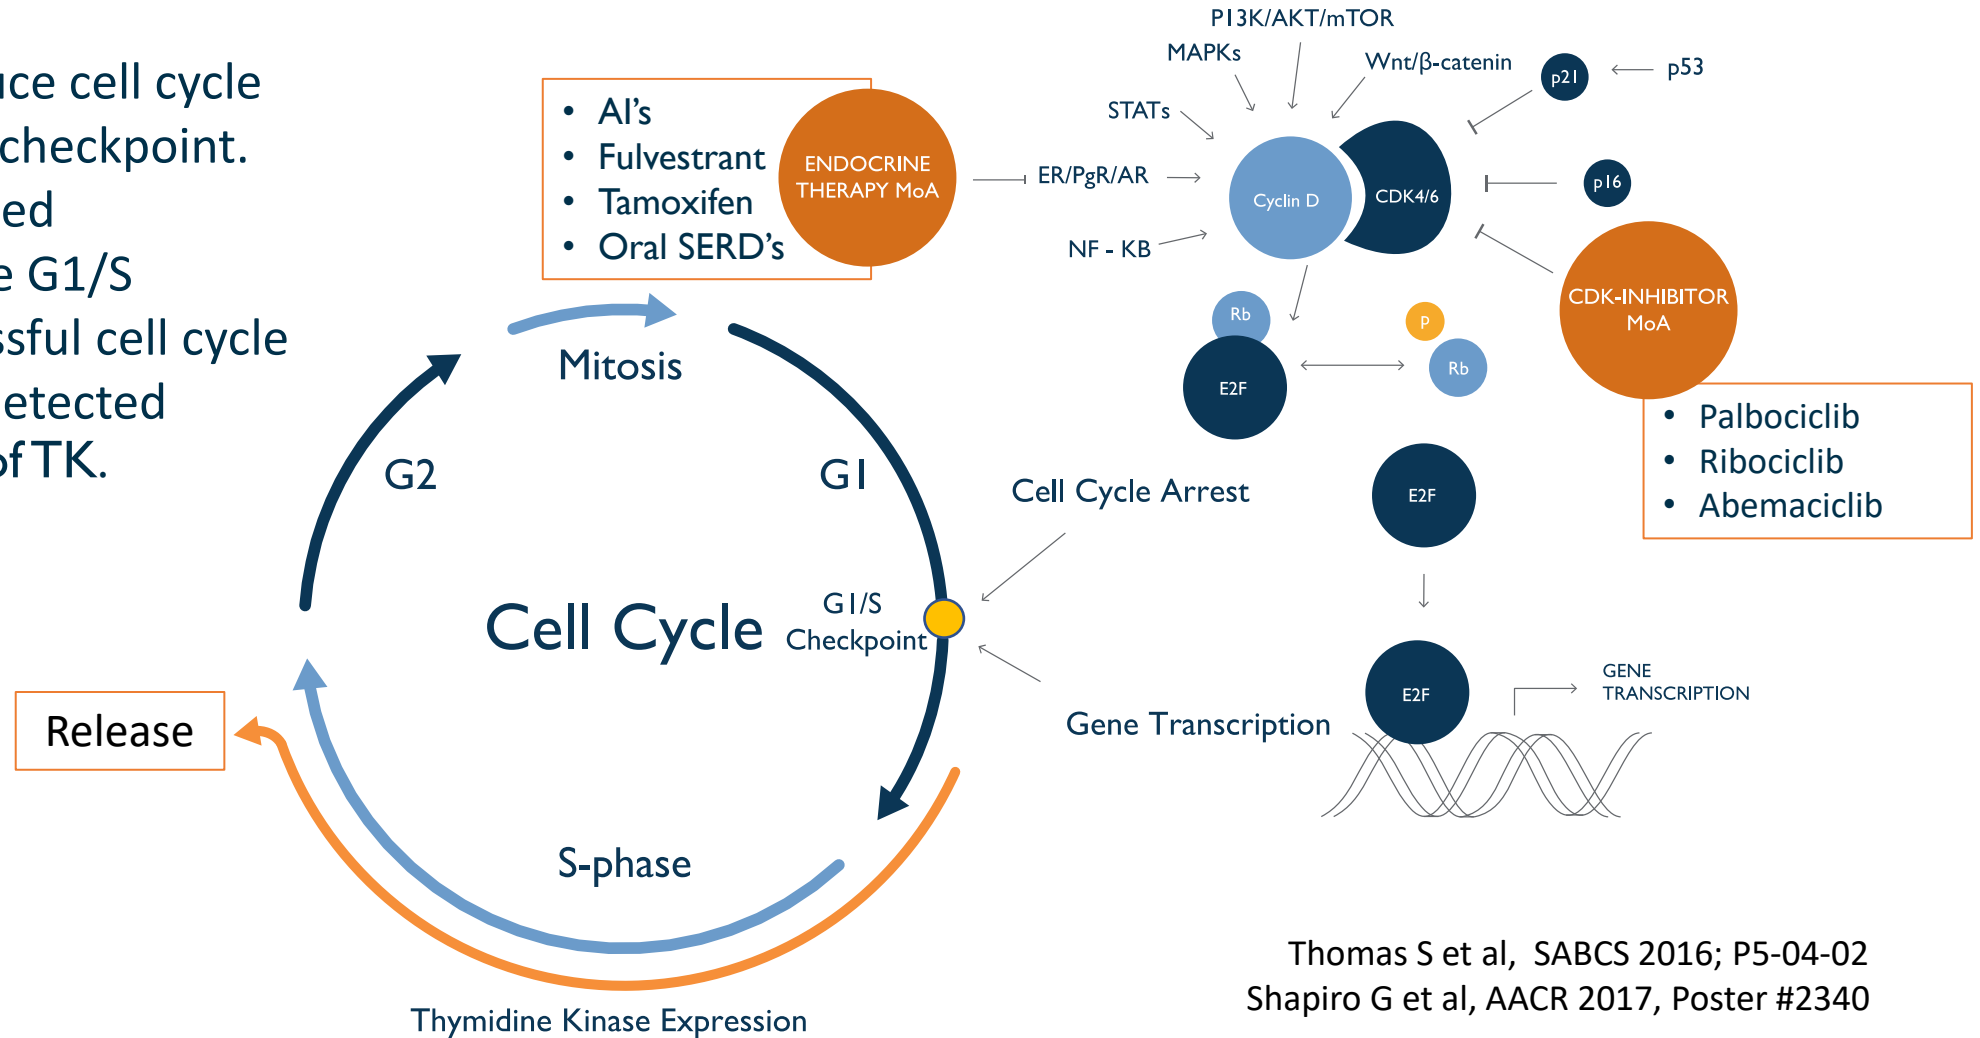 uce cell cycle
checkpoint.
ed
e G1/S
ssful cell cycle
etected
of TK.
• AI's
• Fulvestrant
• Tamoxifen
• Oral SERD's
ENDOCRINE
THERAPY MoA
P13K/AKT/mTOR
MAPKs
Wnt/β-catenin
STATs
ER/PgR/AR
NF - KB
Cyclin D
CDK4/6
p21
p53
p16
CDK-INHIBITOR
MoA
• Palbociclib
• Ribociclib
• Abemaciclib
Rb
E2F
P
Rb
E2F
E2F
GENE
TRANSCRIPTION
Mitosis
G2
G1
Cell Cycle
G1/S
Checkpoint
Cell Cycle Arrest
Gene Transcription
Release
S-phase
Thymidine Kinase Expression
Thomas S et al, SABCS 2016; P5-04-02
Shapiro G et al, AACR 2017, Poster #2340